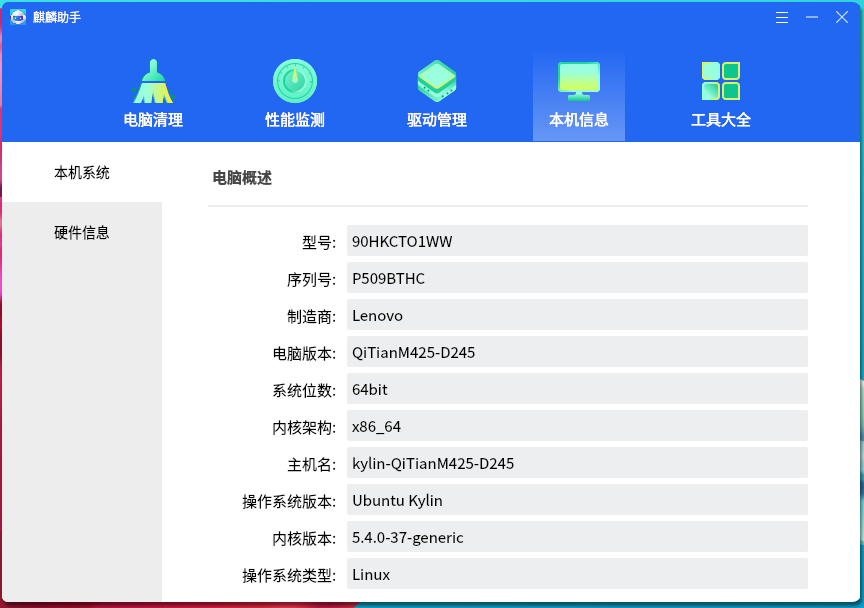 麒麟助手
电脑清理 性能监测 驱动管理 本机信息 工具大全
本机系统
硬件信息
电脑概述
型号: 90HKCTO1WW
序列号: P509BTHC
制造商: Lenovo
电脑版本: QiTianM425-D245
系统位数: 64bit
内核架构: x86_64
主机名: kylin-QiTianM425-D245
操作系统版本: Ubuntu Kylin
内核版本: 5.4.0-37-generic
操作系统类型: Linux